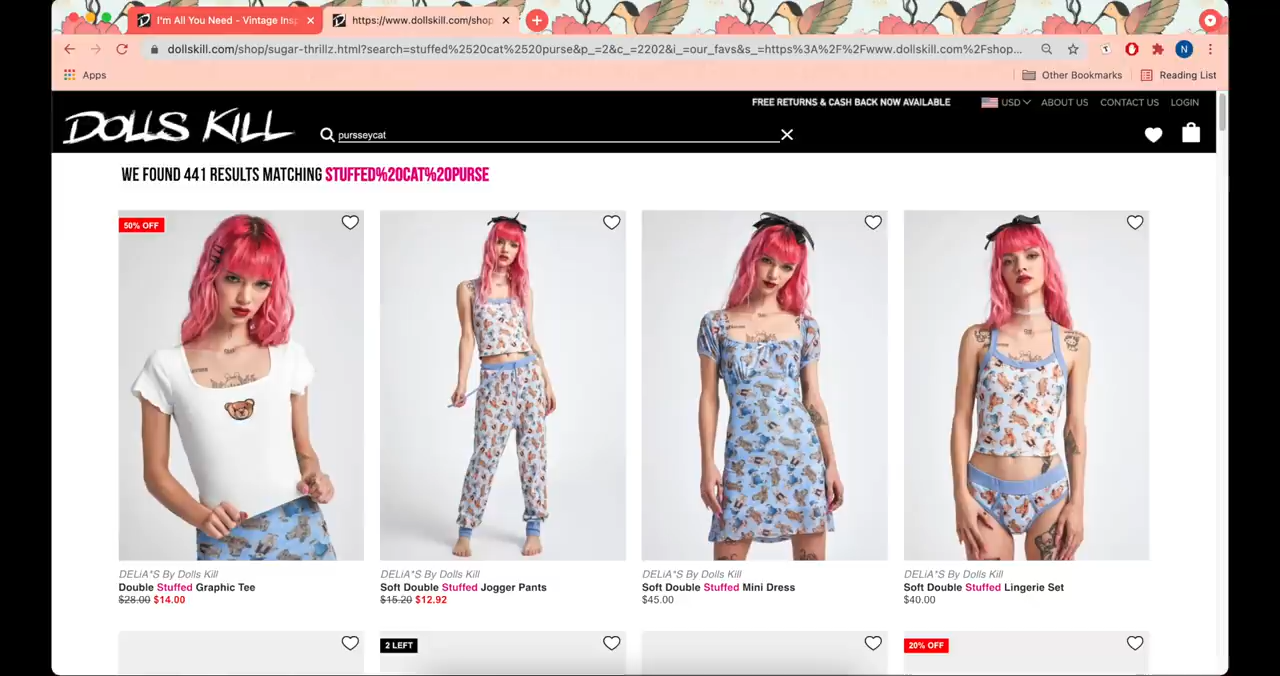 I'm All You Need - Vintage Insp
https://www.dollskill.com/shop
dollskill.com/shop/sugar-thrillz.html?search=stuffed%2520cat%2520purse&p_=2&c_=2202&i_=our_favs&s_=https%3A%2F%2Fwww.dollskill.com%2Fshop...
N
Apps
Other Bookmarks
Reading List
FREE RETURNS & CASH BACK NOW AVAILABLE
USD
ABOUT US
CONTACT US
LOGIN
DOLLS KILL
pursseycat
WE FOUND 441 RESULTS MATCHING STUFFED%20CAT%20PURSE
50% OFF
DELiA*S By Dolls Kill
Double Stuffed Graphic Tee
$28.00 $14.00
DELiA*S By Dolls Kill
Soft Double Stuffed Jogger Pants
$15.20 $12.92
DELiA*S By Dolls Kill
Soft Double Stuffed Mini Dress
$45.00
DELiA*S By Dolls Kill
Soft Double Stuffed Lingerie Set
$40.00
2 LEFT
20% OFF